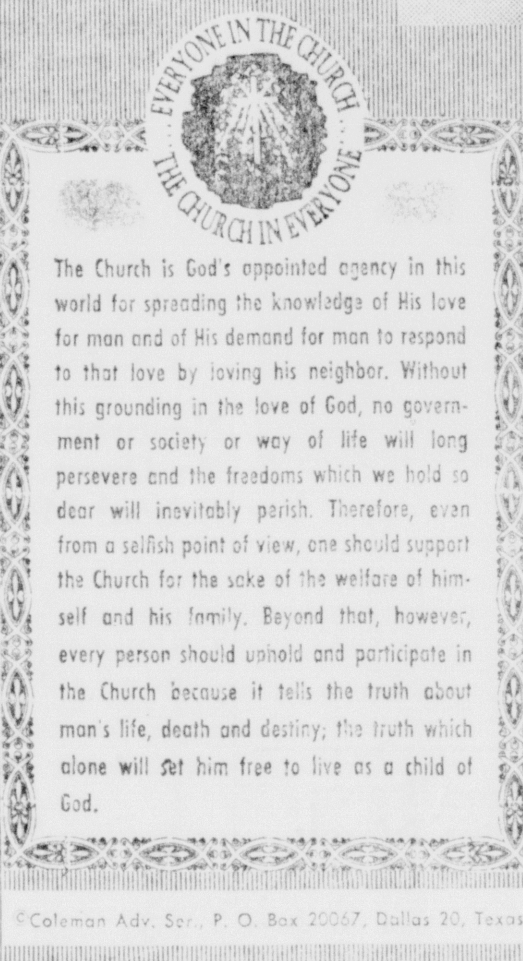 EVERYONE IN THE CHURCH
THE CHURCH IN EVERYONE
The Church is God's appointed agency in this
world for spreading the knowledge of His love
for man and of His demand for man to respond
to that love by loving his neighbor. Without
this grounding in the love of God, no govern-
ment or society or way of life will long
persevere and the freedoms which we hold so
dear will inevitably perish. Therefore, even
from a selfish point of view, one should support
the Church for the sake of the welfare of him-
self and his family. Beyond that, however,
every person should uphold and participate in
the Church because it tells the truth about
man's life, death and destiny; the truth which
alone will set him free to live as a child of
God.
©Coleman Adv. Ser., P. O. Box 20067, Dallas 20, Texas